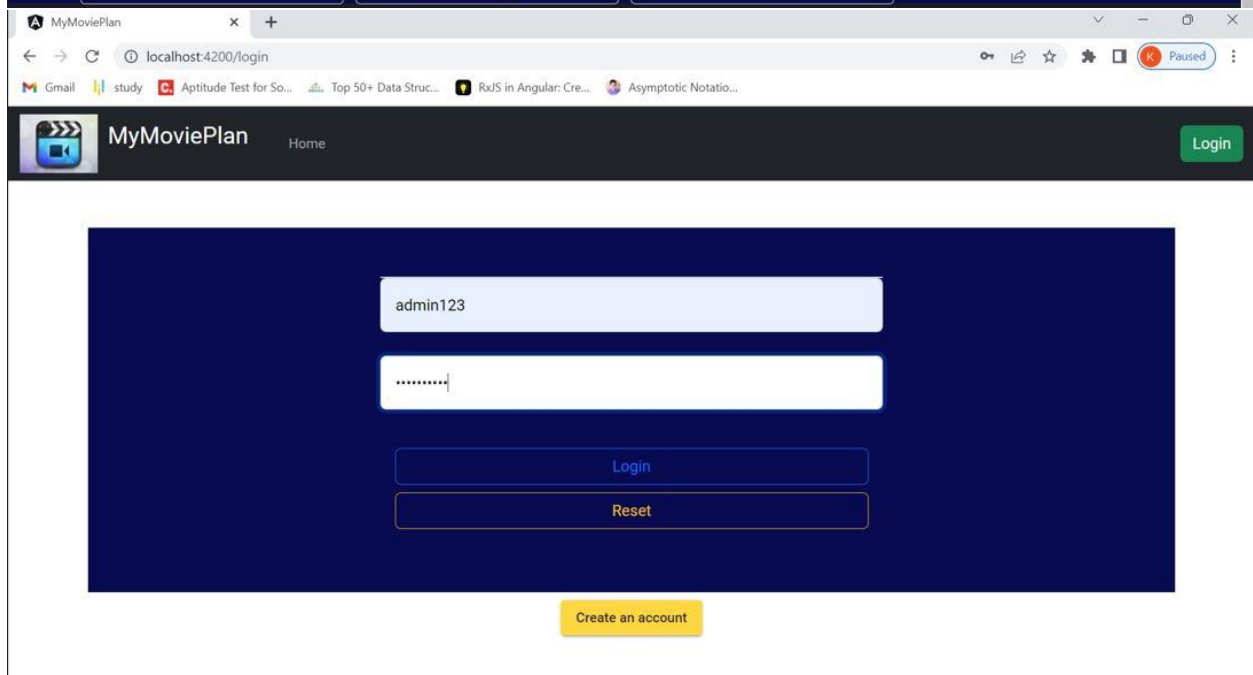 MyMoviePlan
localhost:4200/login
Paused
K
Gmail
study
C.
Aptitude Test for So...
Top 50+ Data Struc...
RxJS in Angular: Cre...
Asymptotic Notatio...
MyMoviePlan
Home
Login
admin123
••••••••••
Login
Reset
Create an account